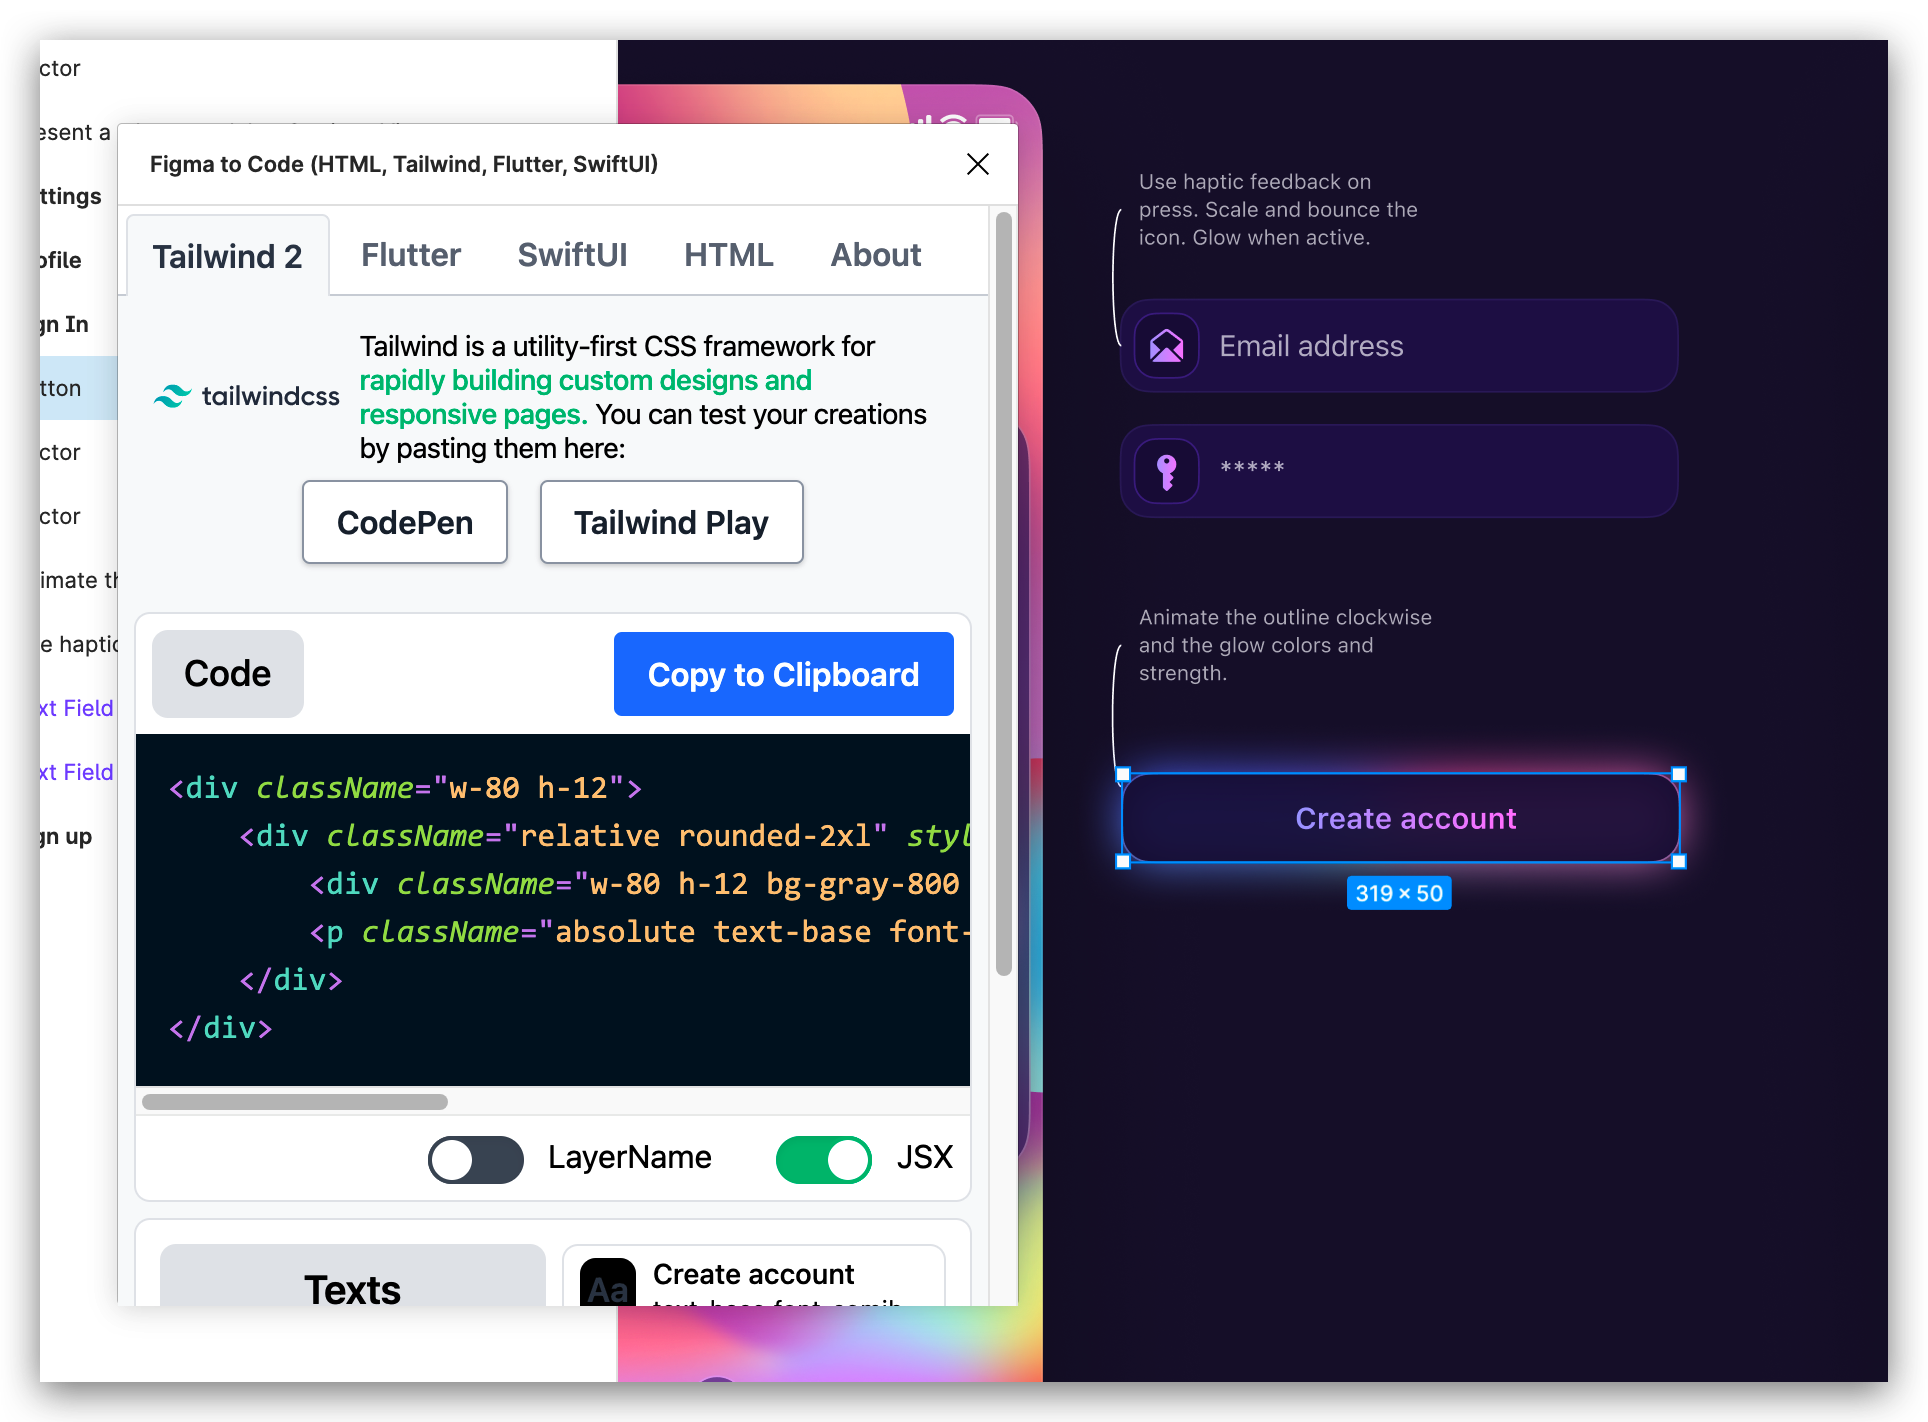 ctor
esent a
ttings
ofile
gn In
tton
ctor
ctor
imate th
e haptic
xt Field
xt Field
gn up
Figma to Code (HTML, Tailwind, Flutter, SwiftUI)
Tailwind 2
Flutter
SwiftUI
HTML
About
tailwindcss
Tailwind is a utility-first CSS framework for
rapidly building custom designs and
responsive pages. You can test your creations
by pasting them here:
CodePen
Tailwind Play
Code
Copy to Clipboard
<div className="w-80 h-12">
<div className="relative rounded-2xl" styl
<div className="w-80 h-12 bg-gray-800
<p className="absolute text-base font-
</div>
</div>
LayerName
JSX
Texts
Aa
Create account
text-base font-semib
Use haptic feedback on
press. Scale and bounce the
icon. Glow when active.
Email address
*****
Animate the outline clockwise
and the glow colors and
strength.
Create account
319 × 50